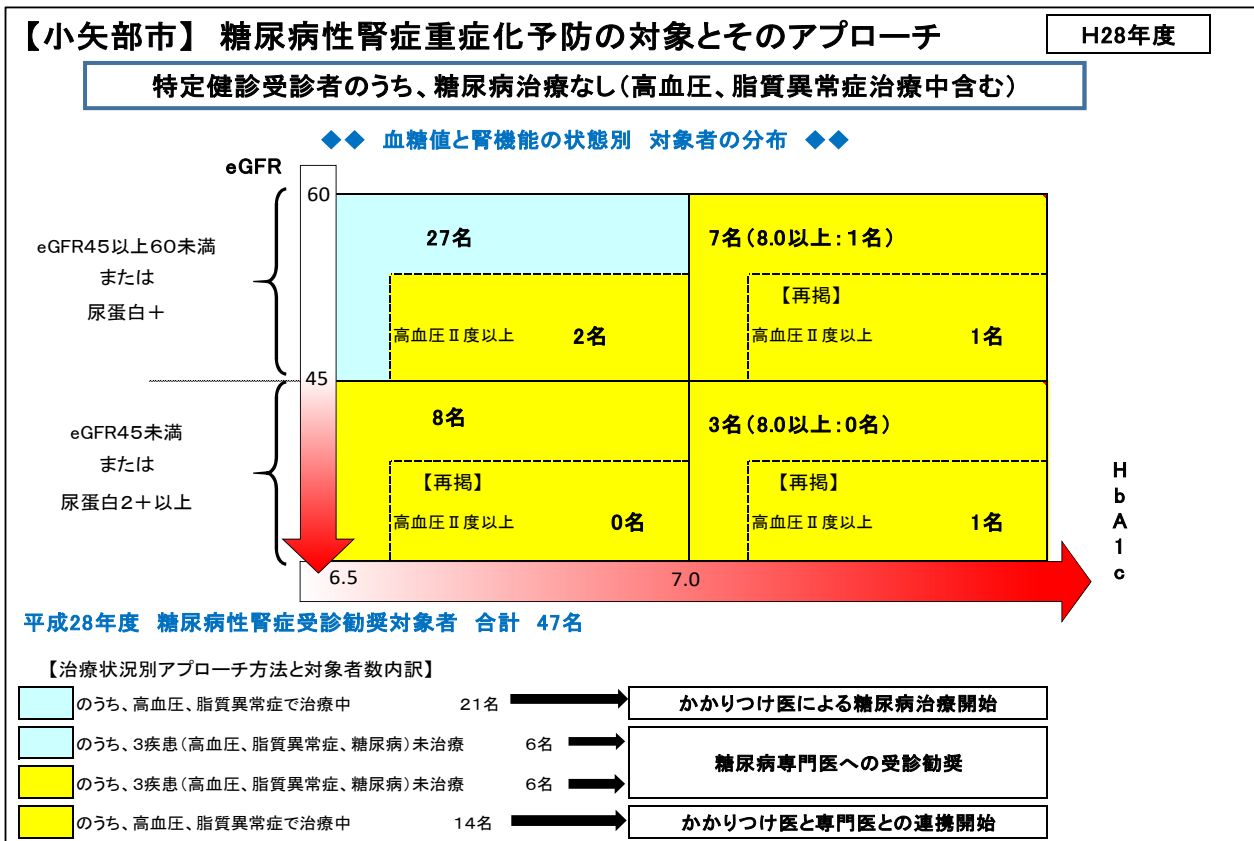 【小矢部市】 糖尿病性腎症重症化予防の対象とそのアプローチ
H28年度
特定健診受診者のうち、糖尿病治療なし(高血圧、脂質異常症治療中含む)
◆◆ 血糖値と腎機能の状態別 対象者の分布 ◆◆
eGFR
60
eGFR45以上60未満
または
尿蛋白+
27名
7名(8.0以上:1名)
高血圧Ⅱ度以上 2名
【再掲】
高血圧Ⅱ度以上 1名
45
eGFR45未満
または
尿蛋白2+以上
8名
3名(8.0以上:0名)
【再掲】
高血圧Ⅱ度以上 0名
【再掲】
高血圧Ⅱ度以上 1名
HbA1c
6.5
7.0
平成28年度 糖尿病性腎症受診勧奨対象者 合計 47名
【治療状況別アプローチ方法と対象者数内訳】
のうち、高血圧、脂質異常症で治療中 21名
かかりつけ医による糖尿病治療開始
のうち、3疾患(高血圧、脂質異常症、糖尿病)未治療 6名
糖尿病専門医への受診勧奨
のうち、3疾患(高血圧、脂質異常症、糖尿病)未治療 6名
のうち、高血圧、脂質異常症で治療中 14名
かかりつけ医と専門医との連携開始